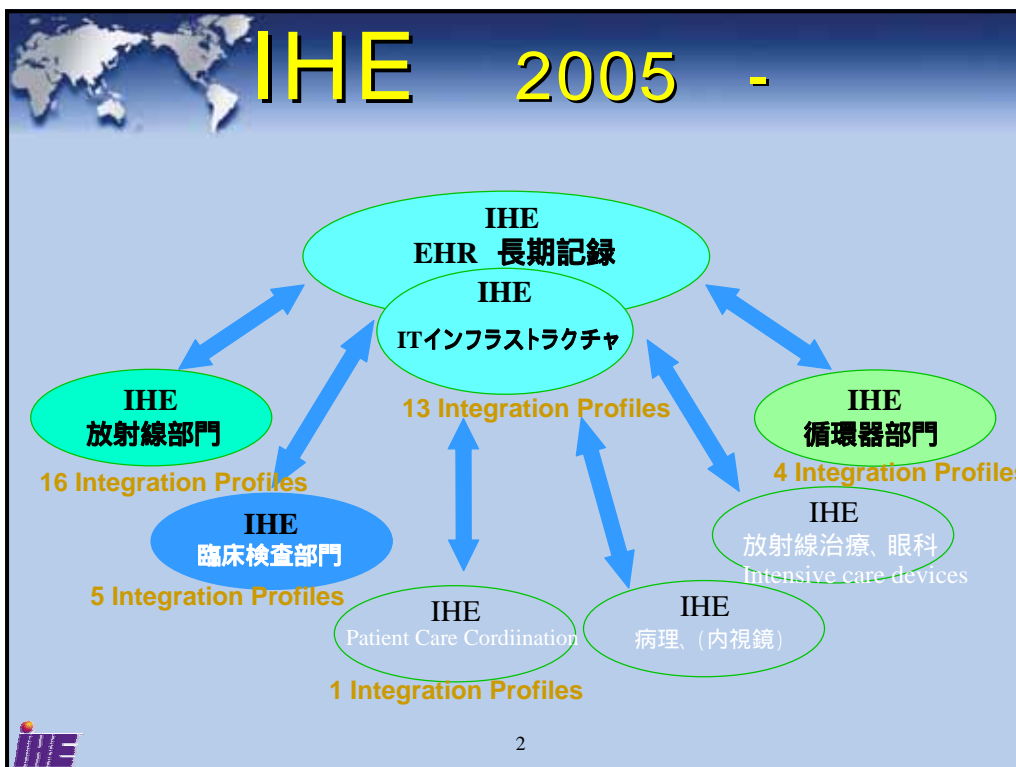 IHE 2005 -
IHE
EHR 長期記録
IHE
ITインフラストラクチャ
13 Integration Profiles
IHE
放射線部門
16 Integration Profiles
IHE
循環器部門
4 Integration Profiles
IHE
臨床検査部門
5 Integration Profiles
IHE
放射線治療、眼科
Intensive care devices
IHE
Patient Care Cordiination
1 Integration Profiles
IHE
病理、(内視鏡)
IHE
2